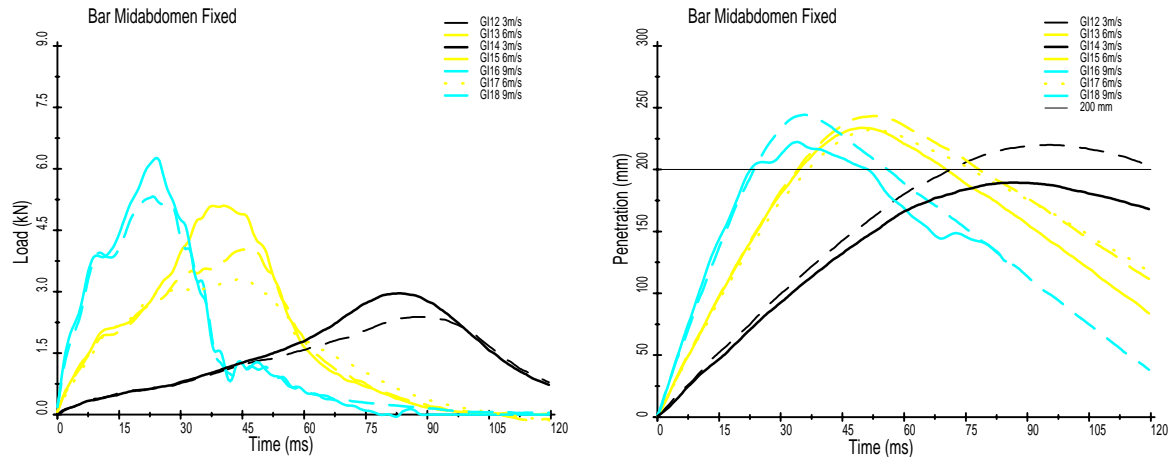 Bar Midabdomen Fixed
GI12 3m/s
GI13 6m/s
GI14 3m/s
GI15 6m/s
GI16 9m/s
GI17 6m/s
GI18 9m/s
9.0
7.5
6.0
4.5
3.0
1.5
0.0
Load (kN)
0 15 30 45 60 75 90 105 120
Time (ms)
Bar Midabdomen Fixed
GI12 3m/s
GI13 6m/s
GI14 3m/s
GI15 6m/s
GI16 9m/s
GI17 6m/s
GI18 9m/s
200 mm
300
250
200
150
100
50
0
Penetration (mm)
0 15 30 45 60 75 90 105 120
Time (ms)